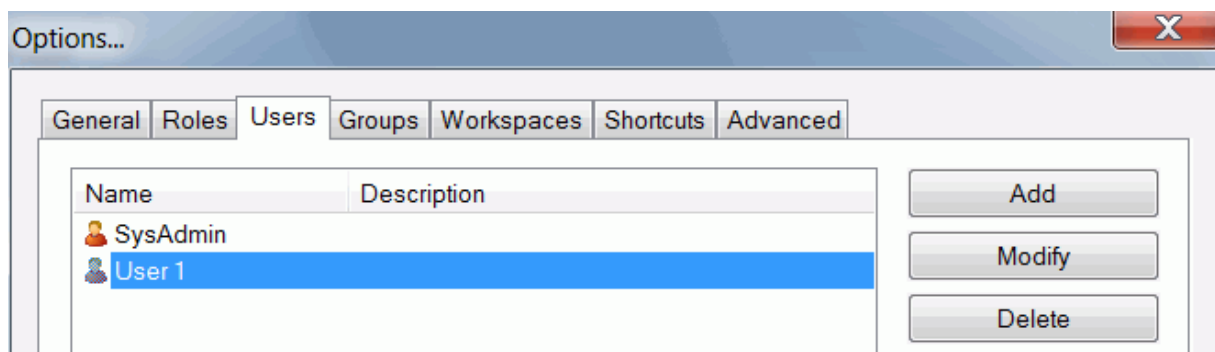 Options...
General Roles Users Groups Workspaces Shortcuts Advanced
Name Description
Add
SysAdmin
Modify
User 1
Delete